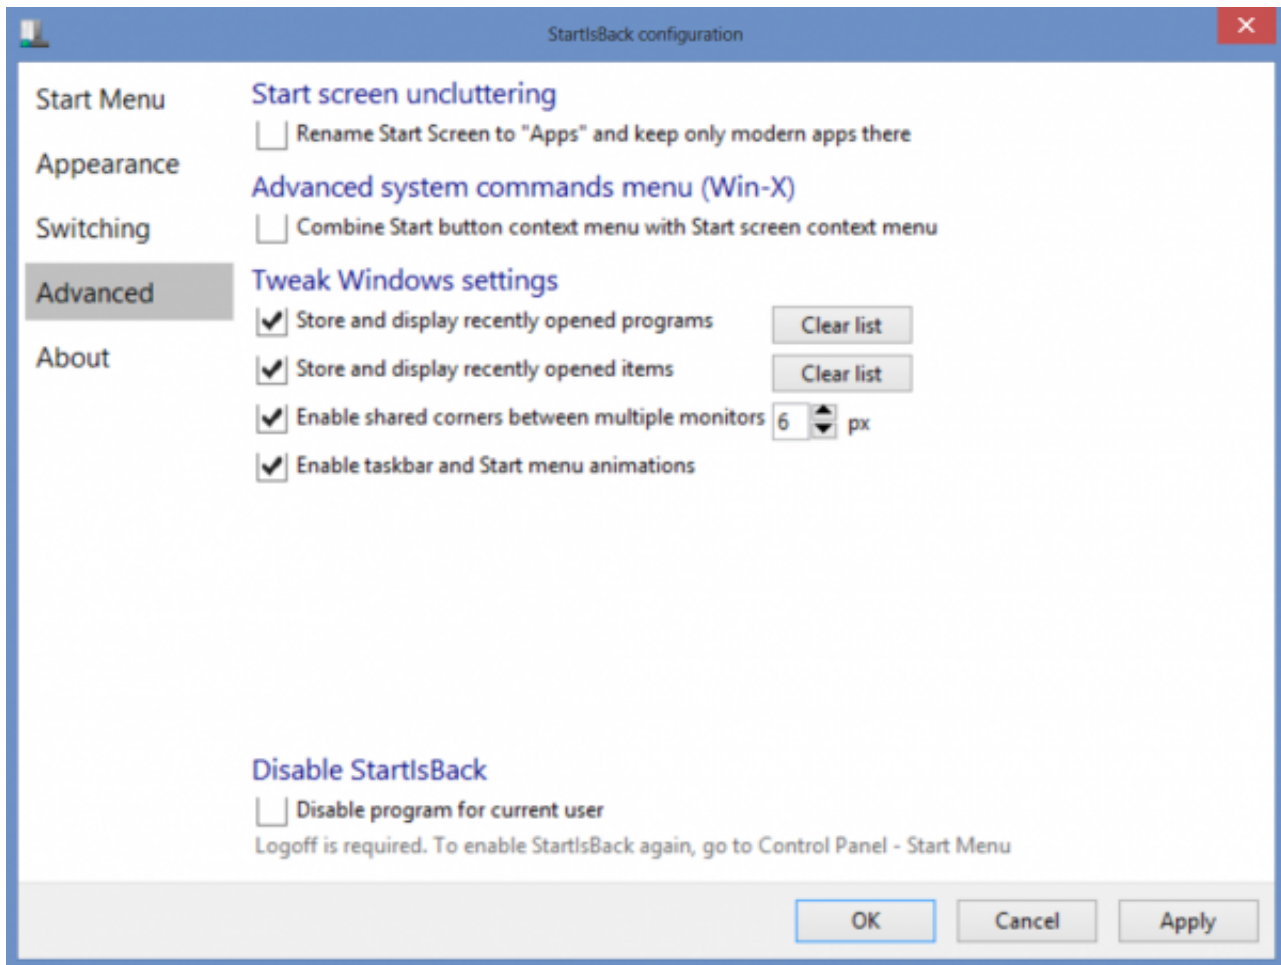 StartIsBack configuration
Start Menu
Appearance
Switching
Advanced
About
Start screen uncluttering
Rename Start Screen to "Apps" and keep only modern apps there
Advanced system commands menu (Win-X)
Combine Start button context menu with Start screen context menu
Tweak Windows settings
Store and display recently opened programs Clear list
Store and display recently opened items Clear list
Enable shared corners between multiple monitors 6 px
Enable taskbar and Start menu animations
Disable StartIsBack
Disable program for current user
Logoff is required. To enable StartIsBack again, go to Control Panel - Start Menu
OK Cancel Apply